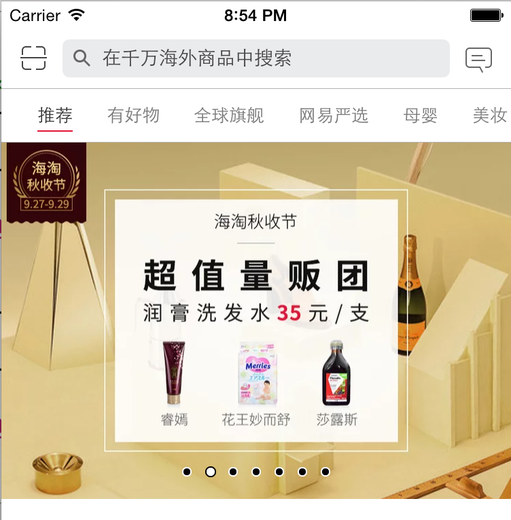 Carrier 8:54 PM
在千万海外商品中搜索
推荐 有好物 全球旗舰 网易严选 母婴 美妆
海淘
秋收节
9.27-9.29
海淘秋收节
超值量贩团
润膏洗发水35元/支
Merries
睿嫣 花王妙而舒 莎露斯